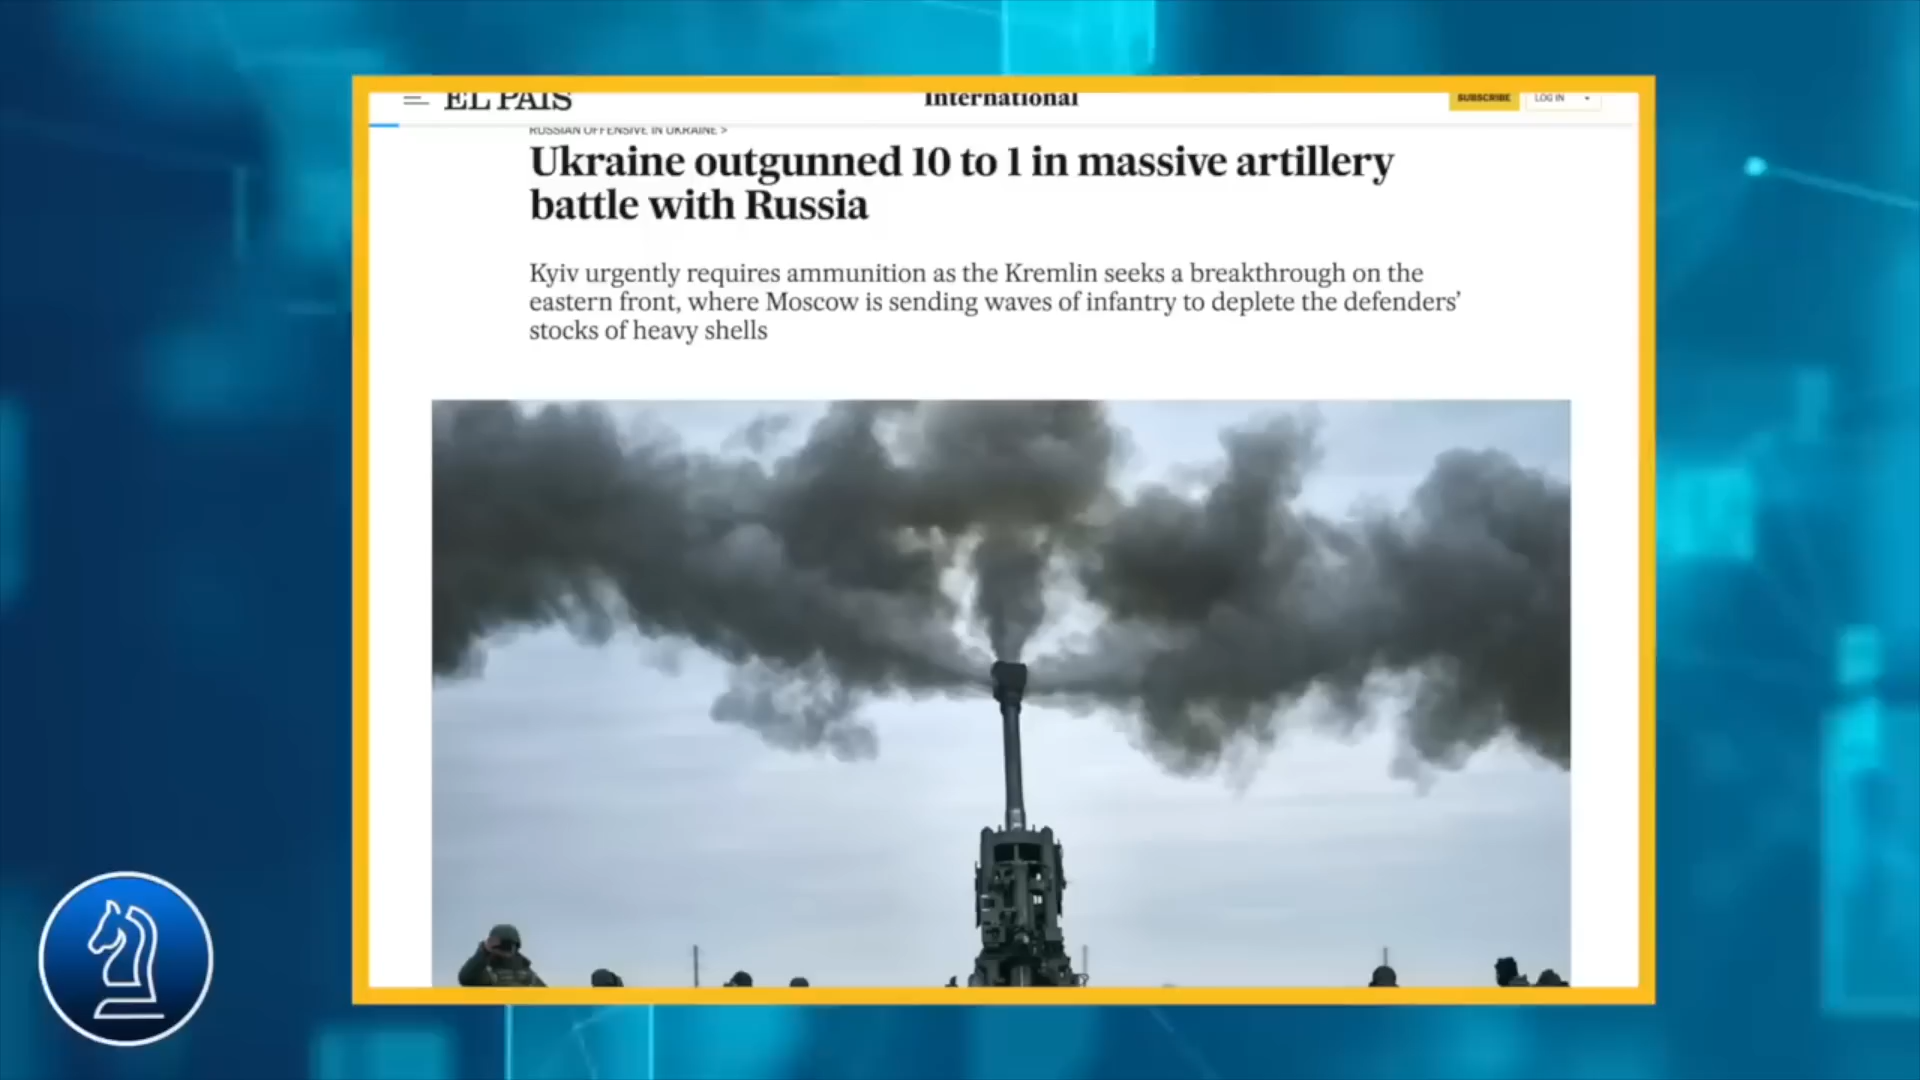 EL PAÍS
International
SUBSCRIBE
LOG IN
RUSSIAN OFFENSIVE IN UKRAINE >
Ukraine outgunned 10 to 1 in massive artillery
battle with Russia
Kyiv urgently requires ammunition as the Kremlin seeks a breakthrough on the
eastern front, where Moscow is sending waves of infantry to deplete the defenders’
stocks of heavy shells